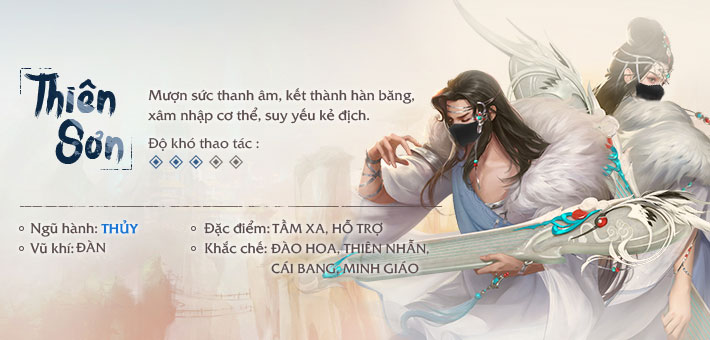 Thiên
Sơn
Mượn sức thanh âm, kết thành hàn băng,
xâm nhập cơ thể, suy yếu kẻ địch.
Độ khó thao tác :
Ngũ hành: THỦY
Vũ khí: ĐÀN
Đặc điểm: TẦM XA, HỖ TRỢ
Khắc chế: ĐÀO HOA, THIÊN NHẪN,
CÁI BANG, MINH GIÁO